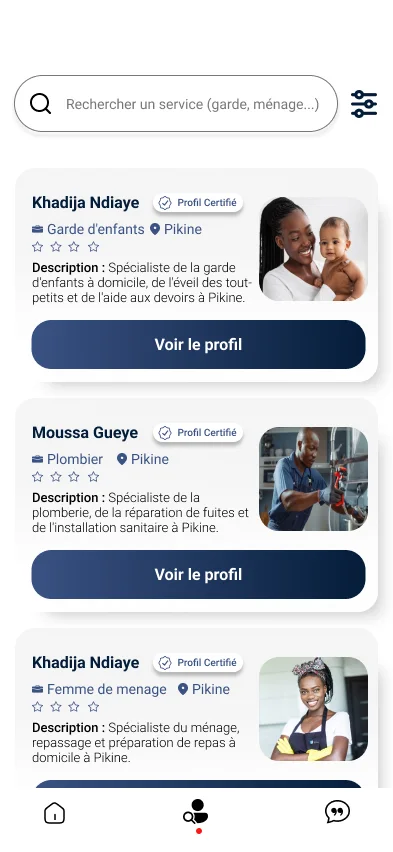 Rechercher un service (garde, ménage...)
Khadija Ndiaye
Profil Certifié
Garde d'enfants
Pikine
Description : Spécialiste de la garde
d'enfants à domicile, de l'éveil des tout-
petits et de l'aide aux devoirs à Pikine.
Voir le profil
Moussa Gueye
Profil Certifié
Plombier
Pikine
Description : Spécialiste de la
plomberie, de la réparation de fuites et
de l'installation sanitaire à Pikine.
Voir le profil
Khadija Ndiaye
Profil Certifié
Femme de menage
Pikine
Description : Spécialiste du ménage,
repassage et préparation de repas à
domicile à Pikine.